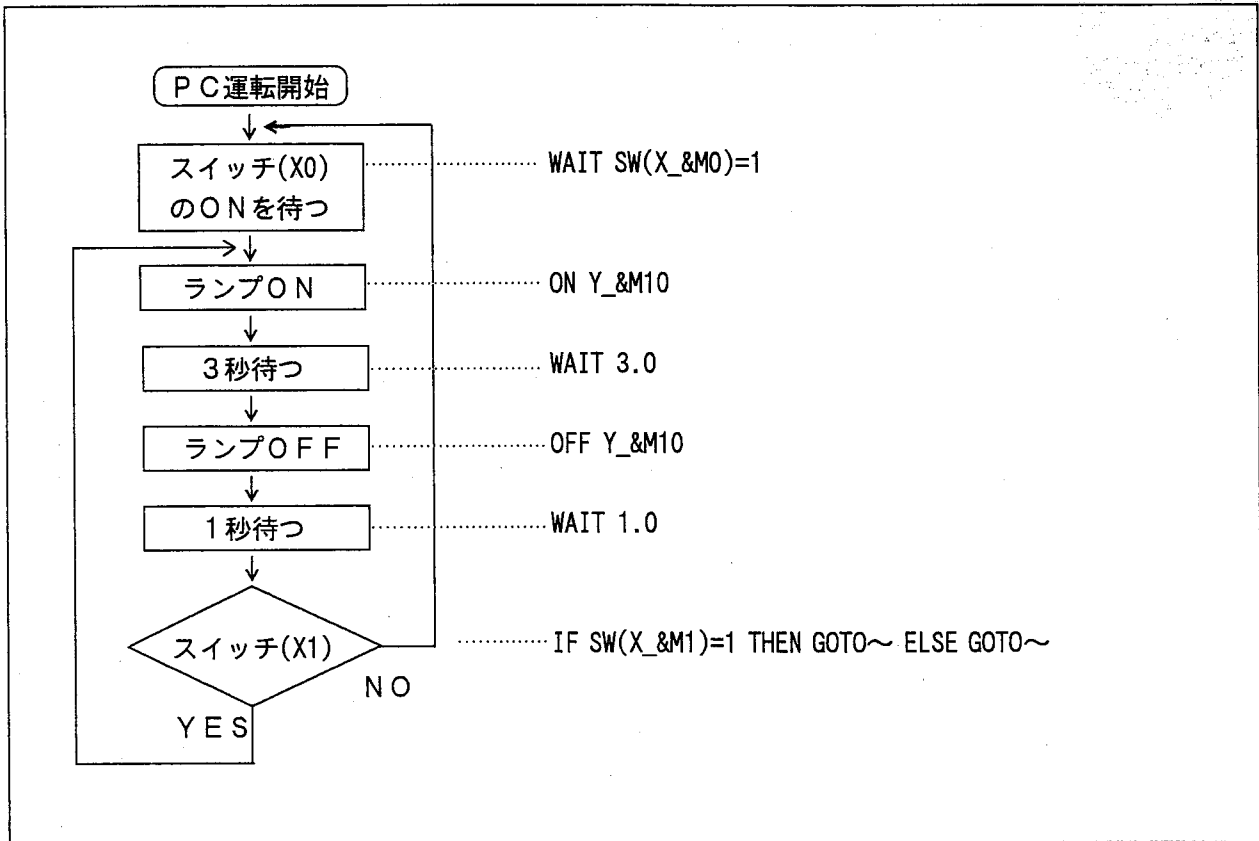 ＰＣ運転開始
スイッチ(X0)
のＯＮを待つ
WAIT SW(X_&M0)=1
ランプＯＮ
ON Y_&M10
３秒待つ
WAIT 3.0
ランプＯＦＦ
OFF Y_&M10
１秒待つ
WAIT 1.0
スイッチ(X1)
IF SW(X_&M1)=1 THEN GOTO～ ELSE GOTO～
ＮＯ
ＹＥＳ